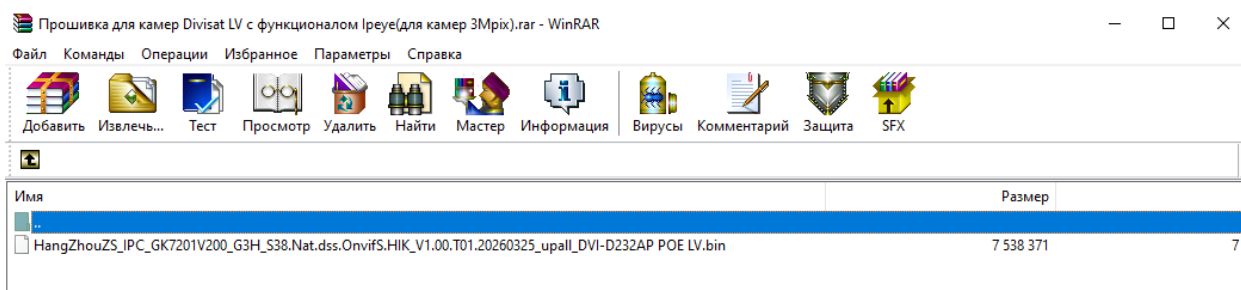 Прошивка для камер Divisat LV с функционалом Ipeye(для камер 3Mpix).rar - WinRAR
Файл Команды Операции Избранное Параметры Справка
Добавить Извлечь... Тест Просмотр Удалить Найти Мастер Информация Вирусы Комментарий Защита SFX
Имя Размер
..
HangZhouZS_IPC_GK7201V200_G3H_S38.Nat.dss.OnvifS.HIK_V1.00.T01.20260325_upall_DVI-D232AP POE LV.bin 7 538 371 7